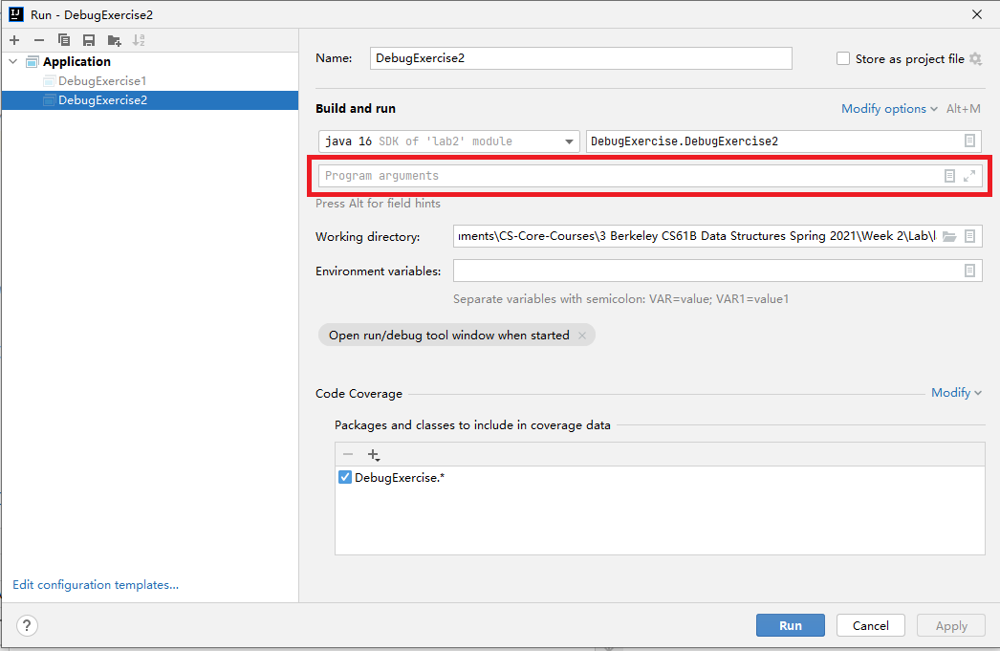 Run - DebugExercise2
Application
DebugExercise1
DebugExercise2
Edit configuration templates...
Name: DebugExercise2 Store as project file
Build and run Modify options Alt+M
java 16 SDK of 'lab2' module DebugExercise.DebugExercise2
Program arguments
Press Alt for field hints
Working directory: ments\CS-Core-Courses\3 Berkeley CS61B Data Structures Spring 2021\Week 2\Lab\l
Environment variables:
Separate variables with semicolon: VAR=value; VAR1=value1
Open run/debug tool window when started
Code Coverage Modify
Packages and classes to include in coverage data
DebugExercise.*
? Run Cancel Apply